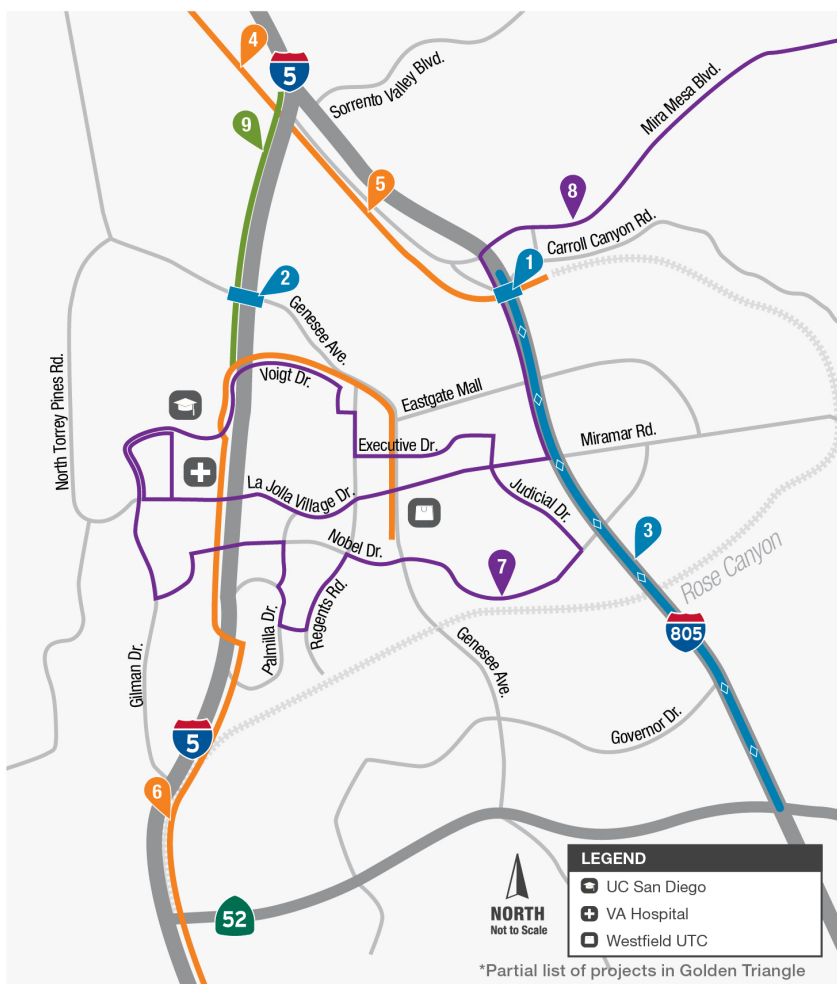 4
5
Sorrento Valley Blvd.
Mira Mesa Blvd.
9
5
8
Carroll Canyon Rd.
1
2
Genesee Ave.
North Torrey Pines Rd.
Voigt Dr.
Eastgate Mall
Executive Dr.
Miramar Rd.
La Jolla Village Dr.
Judicial Dr.
Nobel Dr.
3
7
Rose Canyon
Regents Rd.
Palmilla Dr.
805
Gilman Dr.
Genesee Ave.
5
Governor Dr.
6
52
NORTH
Not to Scale
LEGEND
UC San Diego
VA Hospital
Westfield UTC
*Partial list of projects in Golden Triangle